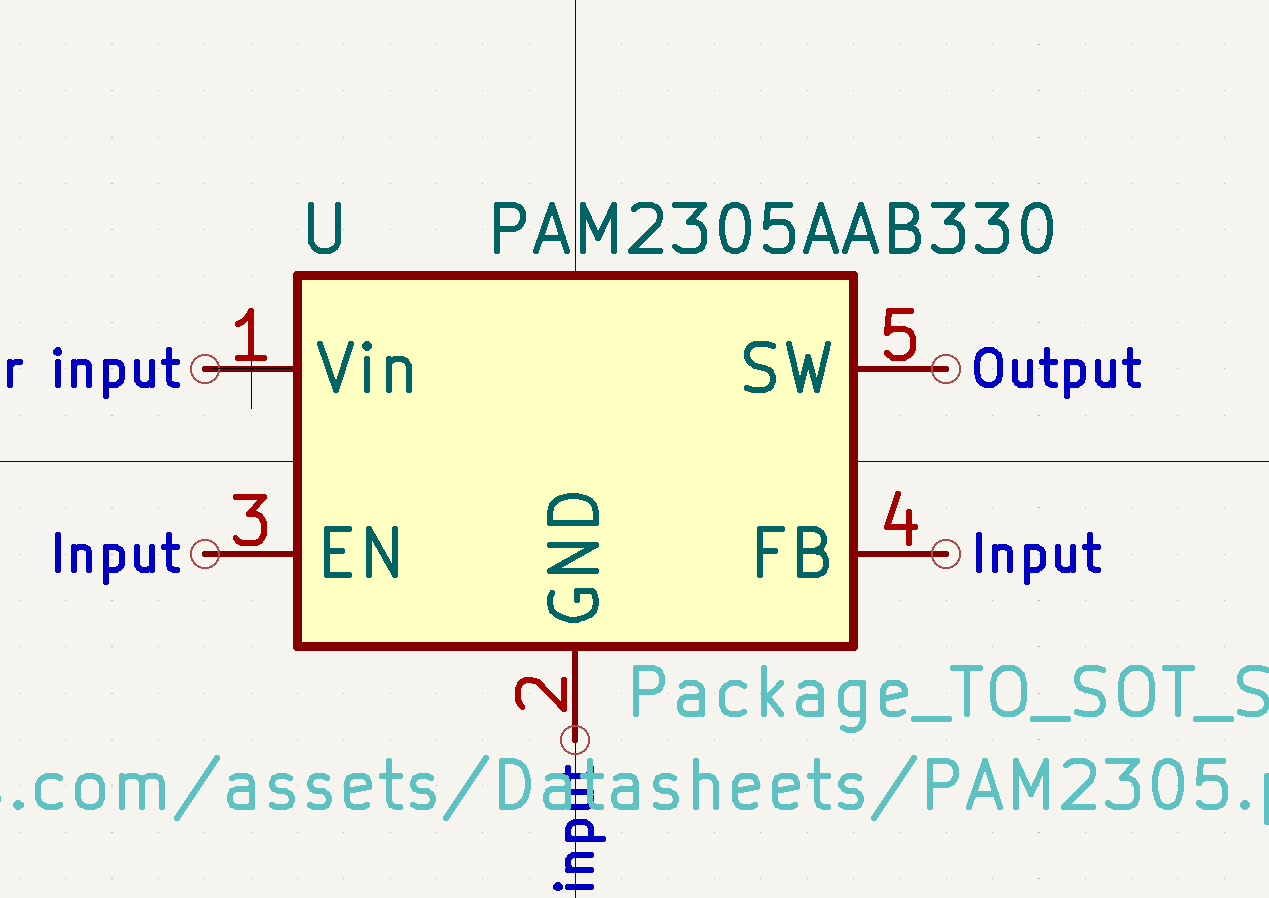 U PAM2305AAB330
1 5
r input Vin SW Output
3 4
Input EN FB Input
GND
2
Package_TO_SOT_S
.com/assets/Datasheets/PAM2305.p
input